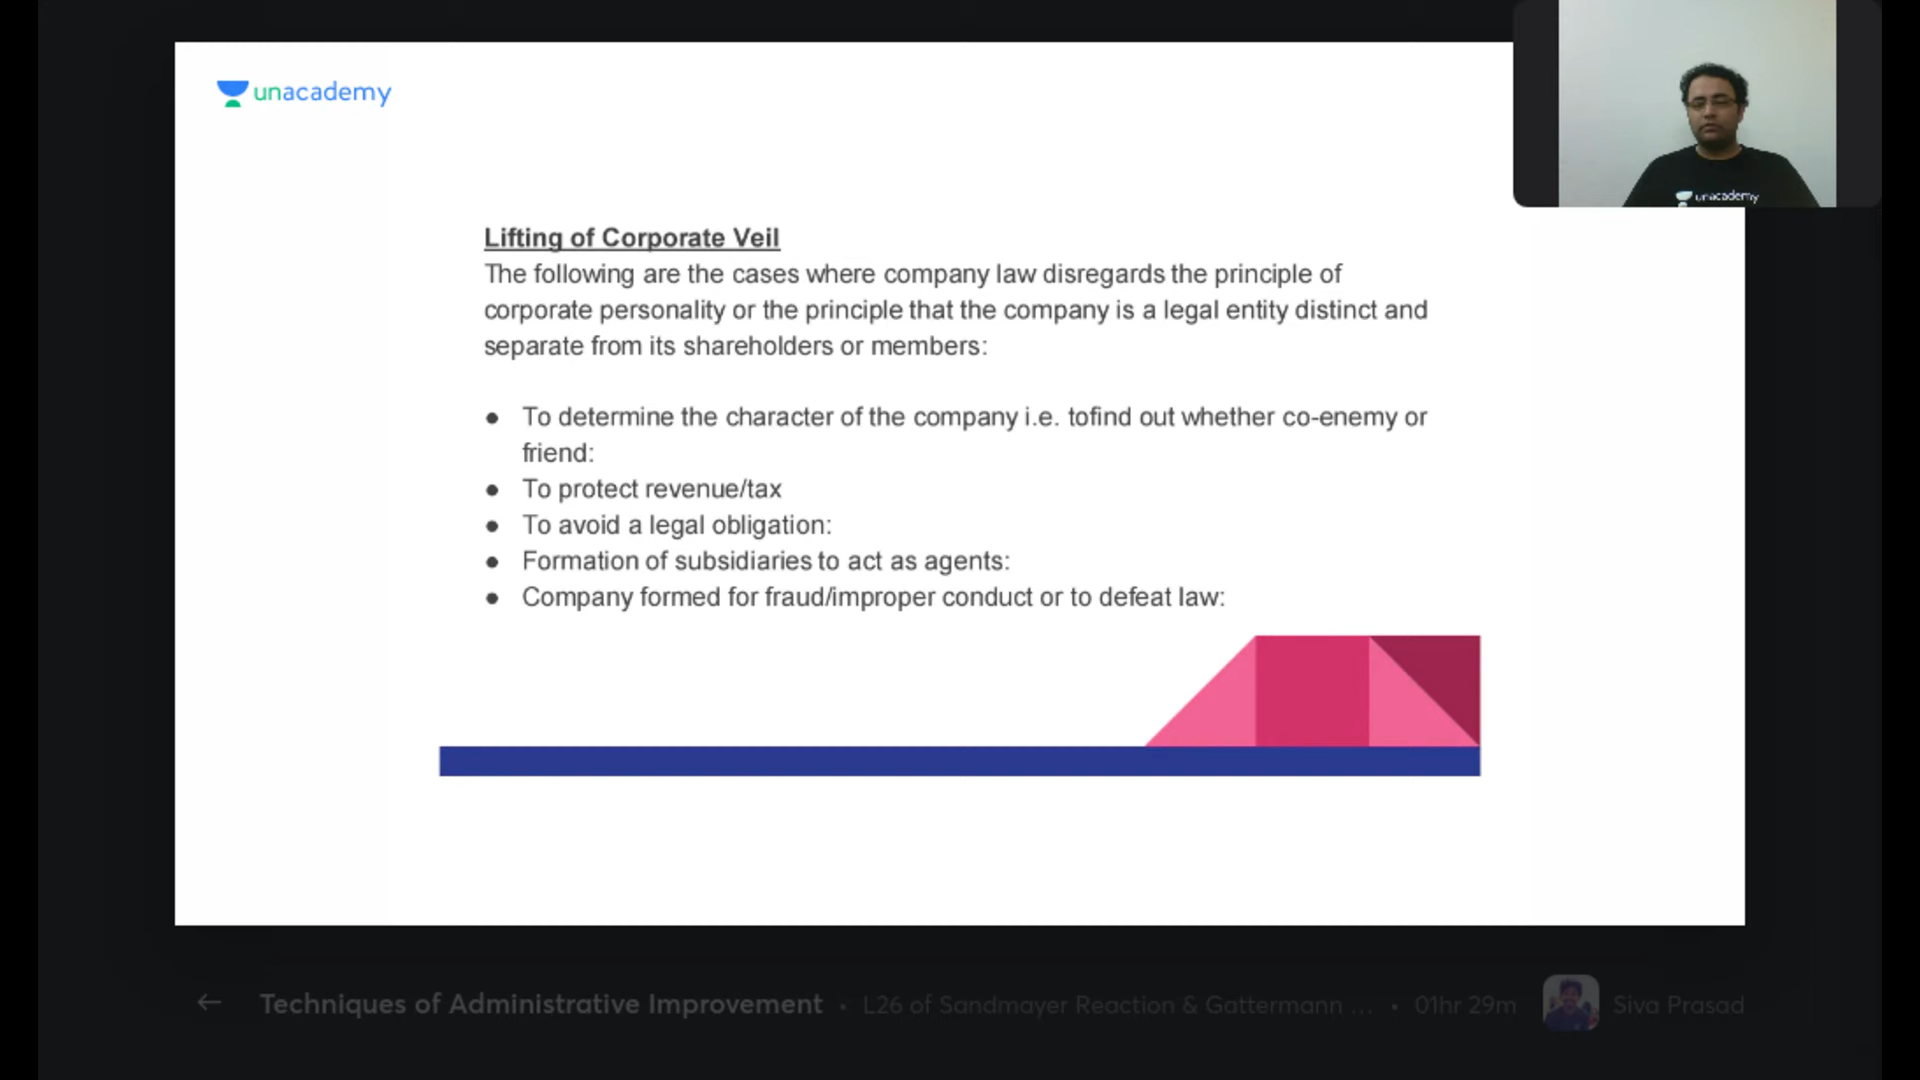 unacademy
unacademy
Lifting of Corporate Veil
The following are the cases where company law disregards the principle of
corporate personality or the principle that the company is a legal entity distinct and
separate from its shareholders or members:
● To determine the character of the company i.e. tofind out whether co-enemy or
friend:
● To protect revenue/tax
● To avoid a legal obligation:
● Formation of subsidiaries to act as agents:
● Company formed for fraud/improper conduct or to defeat law:
← Techniques of Administrative Improvement • L26 of Sandmayer Reaction & Gattermann ... • 01hr 29m Siva Prasad